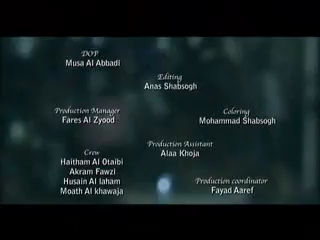 DOP
Musa Al Abbadi
Editing
Anas Shabsogh
Production Manager
Fares Al Zyood
Coloring
Mohammad Shabsogh
Production Assistant
Alaa Khoja
Crew
Haitham Al Otaibi
Akram Fawzi
Husain Al laham
Moath Al khawaja
Production coordinator
Fayad Aaref